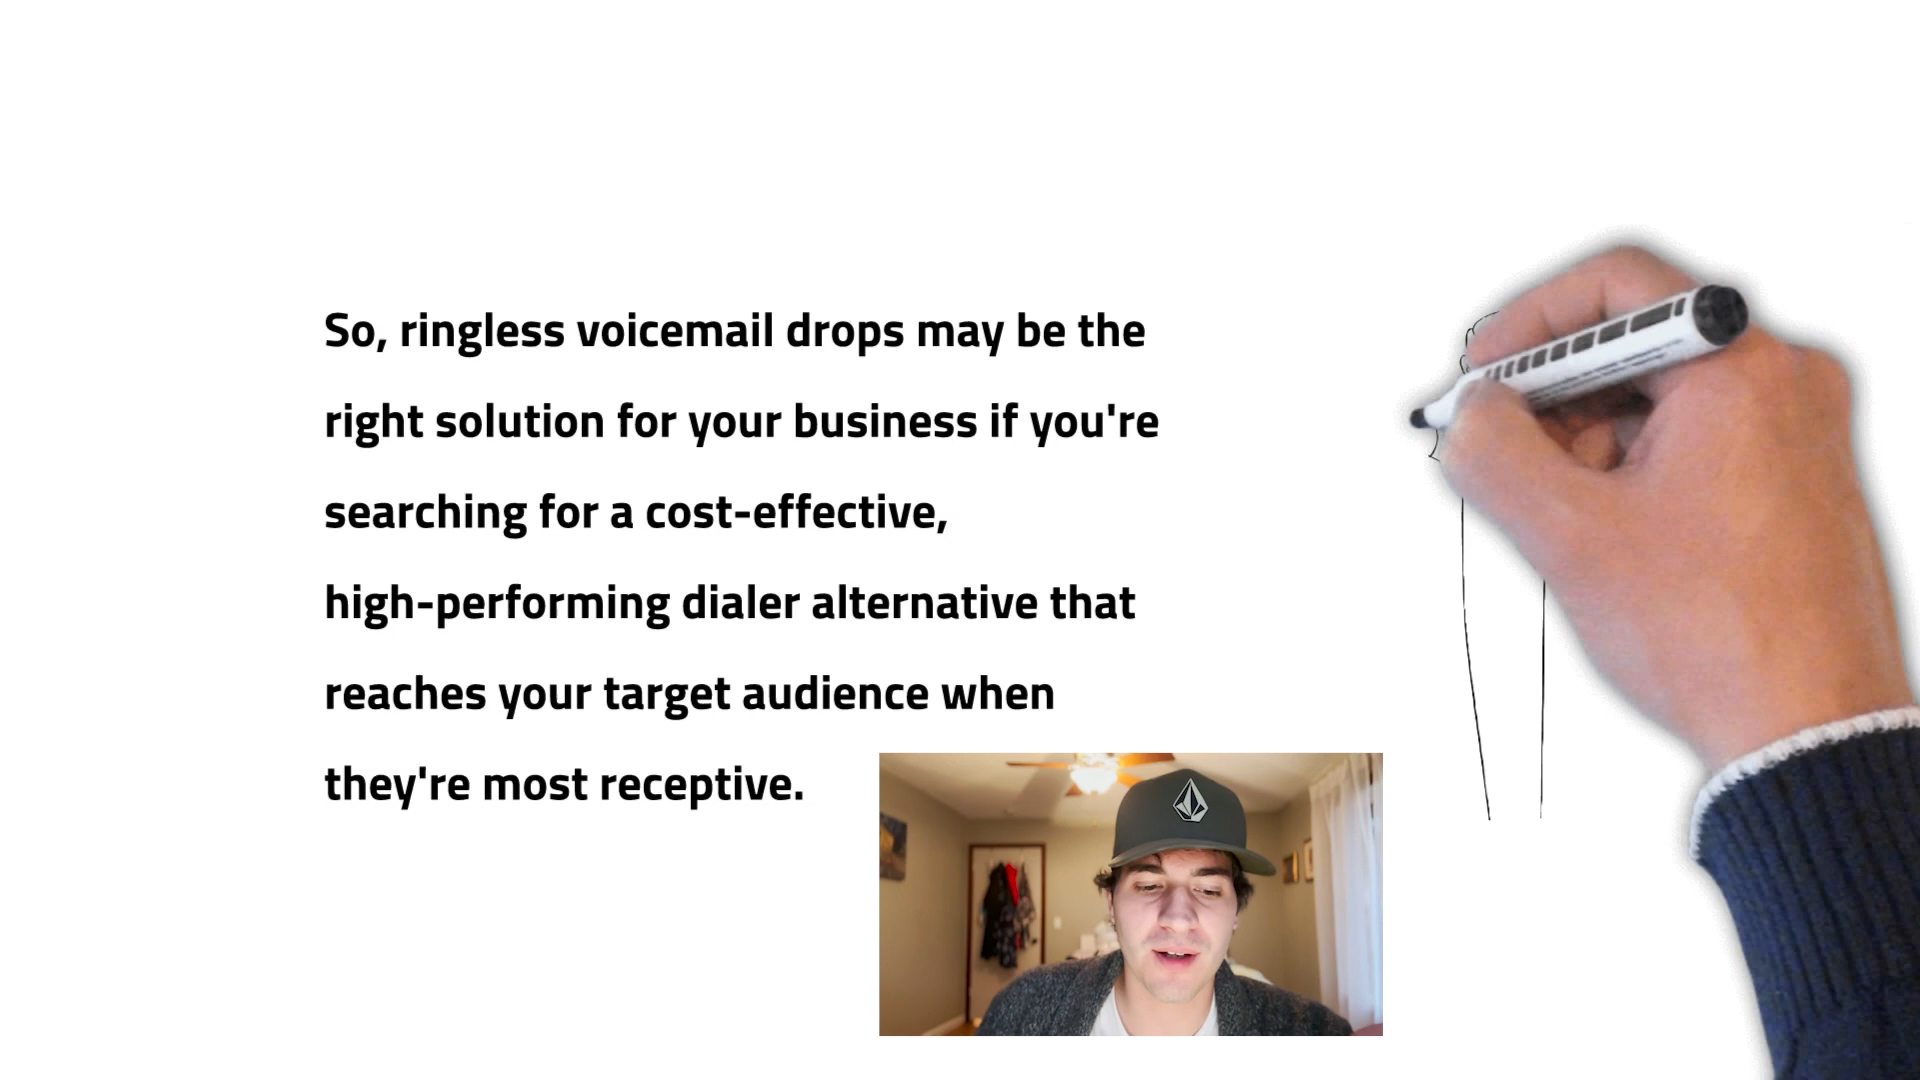 So, ringless voicemail drops may be the
right solution for your business if you're
searching for a cost-effective,
high-performing dialer alternative that
reaches your target audience when
they're most receptive.